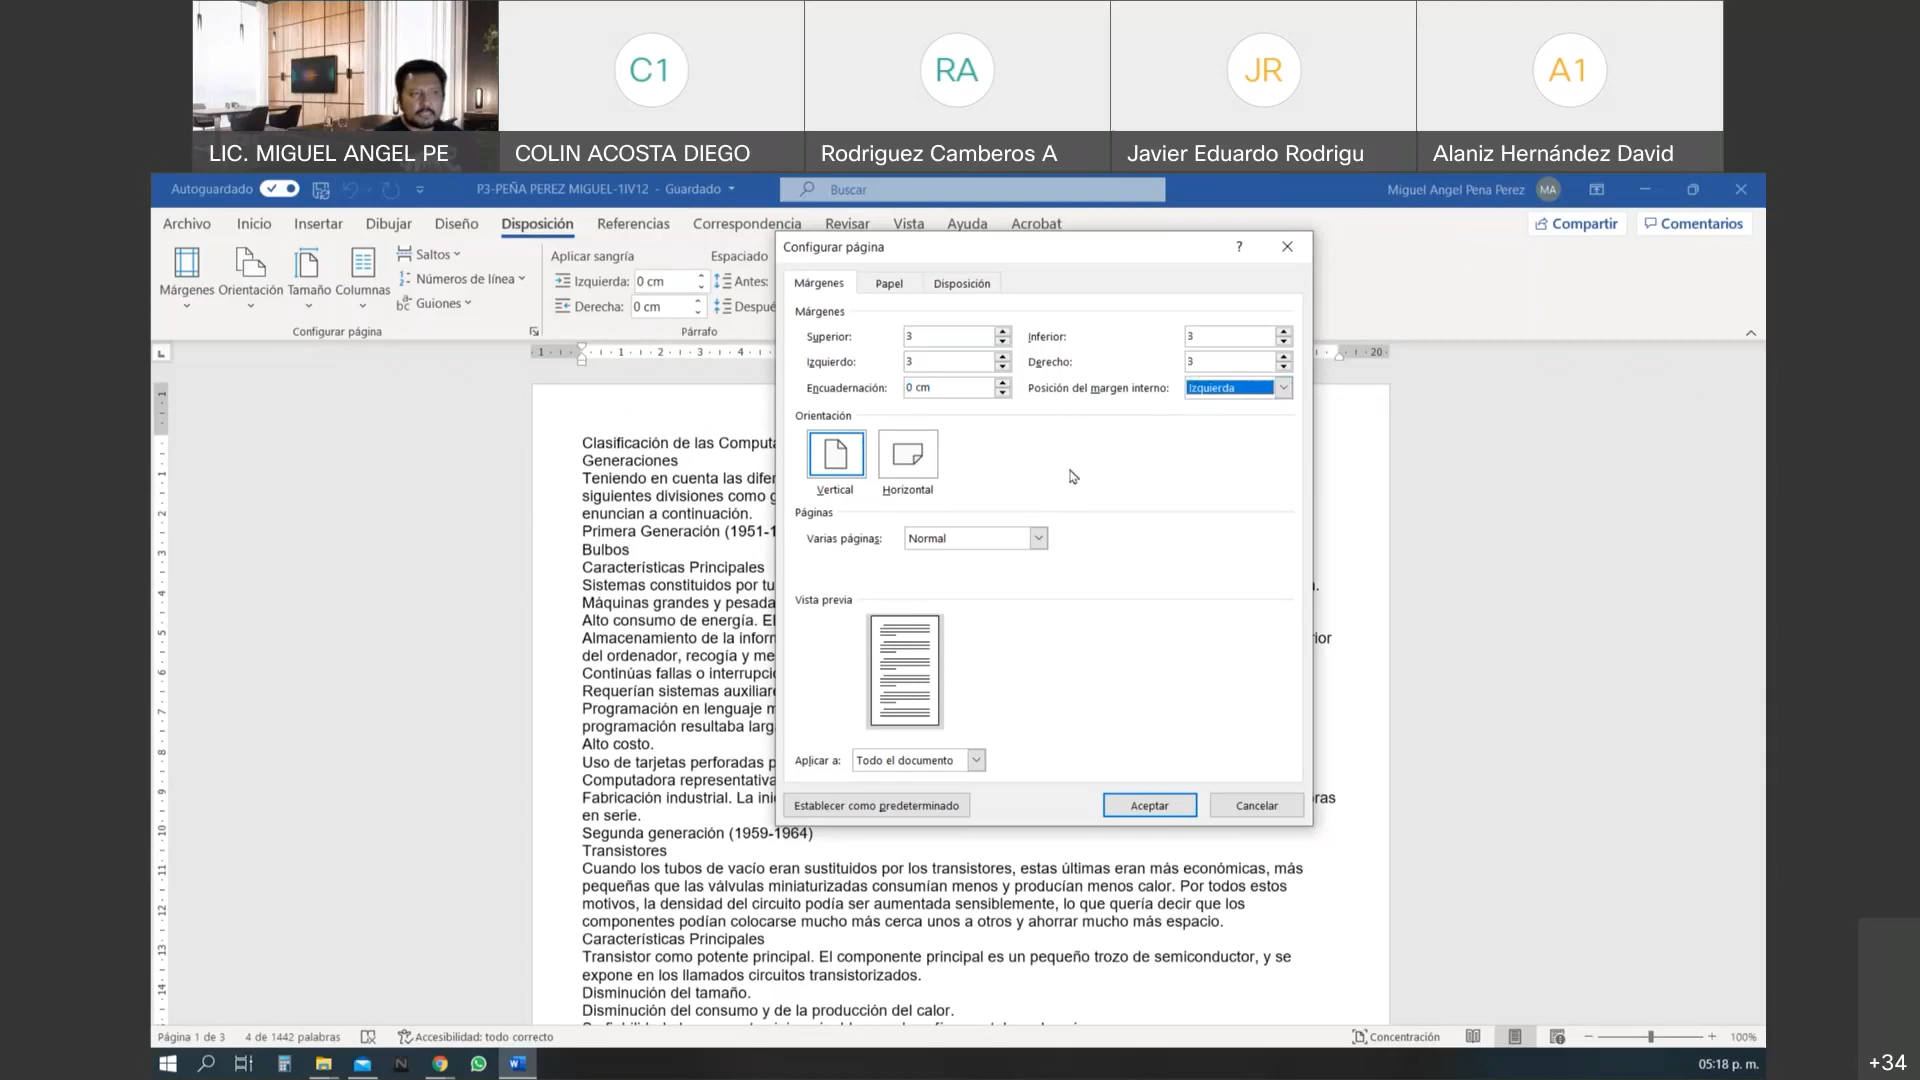 C1
RA
JR
A1
LIC. MIGUEL ANGEL PE
COLIN ACOSTA DIEGO
Rodriguez Camberos A
Javier Eduardo Rodrigu
Alaniz Hernández David
Autoguardado
P3-PEÑA PEREZ MIGUEL-1IV12 - Guardado
Buscar
Miguel Angel Pena Perez
MA
Archivo
Inicio
Insertar
Dibujar
Diseño
Disposición
Referencias
Correspondencia
Revisar
Vista
Ayuda
Acrobat
Compartir
Comentarios
Márgenes
Orientación
Tamaño
Columnas
Saltos
Números de línea
Guiones
Configurar página
Aplicar sangría
Izquierda: 0 cm
Derecha: 0 cm
Espaciado
Antes:
Despué
Párrafo
Configurar página
?
Márgenes
Papel
Disposición
Márgenes
Superior: 3
Inferior: 3
Izquierdo: 3
Derecho: 3
Encuadernación: 0 cm
Posición del margen interno: Izquierda
Orientación
Vertical
Horizontal
Páginas
Varias páginas: Normal
Vista previa
Aplicar a: Todo el documento
Establecer como predeterminado
Aceptar
Cancelar
1 1 2 3 4
20
Clasificación de las Computa
Generaciones
Teniendo en cuenta las difer
siguientes divisiones como g
enuncian a continuación.
Primera Generación (1951-1
Bulbos
Características Principales
Sistemas constituidos por tu
Máquinas grandes y pesada
Alto consumo de energía. El
Almacenamiento de la inforn
rior
del ordenador, recogía y me
Continúas fallas o interrupcio
Requerían sistemas auxiliare
Programación en lenguaje m
programación resultaba larg
Alto costo.
Uso de tarjetas perforadas p
Computadora representativa
Fabricación industrial. La inic
oras
en serie.
Segunda generación (1959-1964)
Transistores
Cuando los tubos de vacío eran sustituidos por los transistores, estas últimas eran más económicas, más
pequeñas que las válvulas miniaturizadas consumían menos y producían menos calor. Por todos estos
motivos, la densidad del circuito podía ser aumentada sensiblemente, lo que quería decir que los
componentes podían colocarse mucho más cerca unos a otros y ahorrar mucho más espacio.
Características Principales
Transistor como potente principal. El componente principal es un pequeño trozo de semiconductor, y se
expone en los llamados circuitos transistorizados.
Disminución del tamaño.
Disminución del consumo y de la producción del calor.
Página 1 de 3
4 de 1442 palabras
Accesibilidad: todo correcto
Concentración
100%
05:18 p. m.
+34